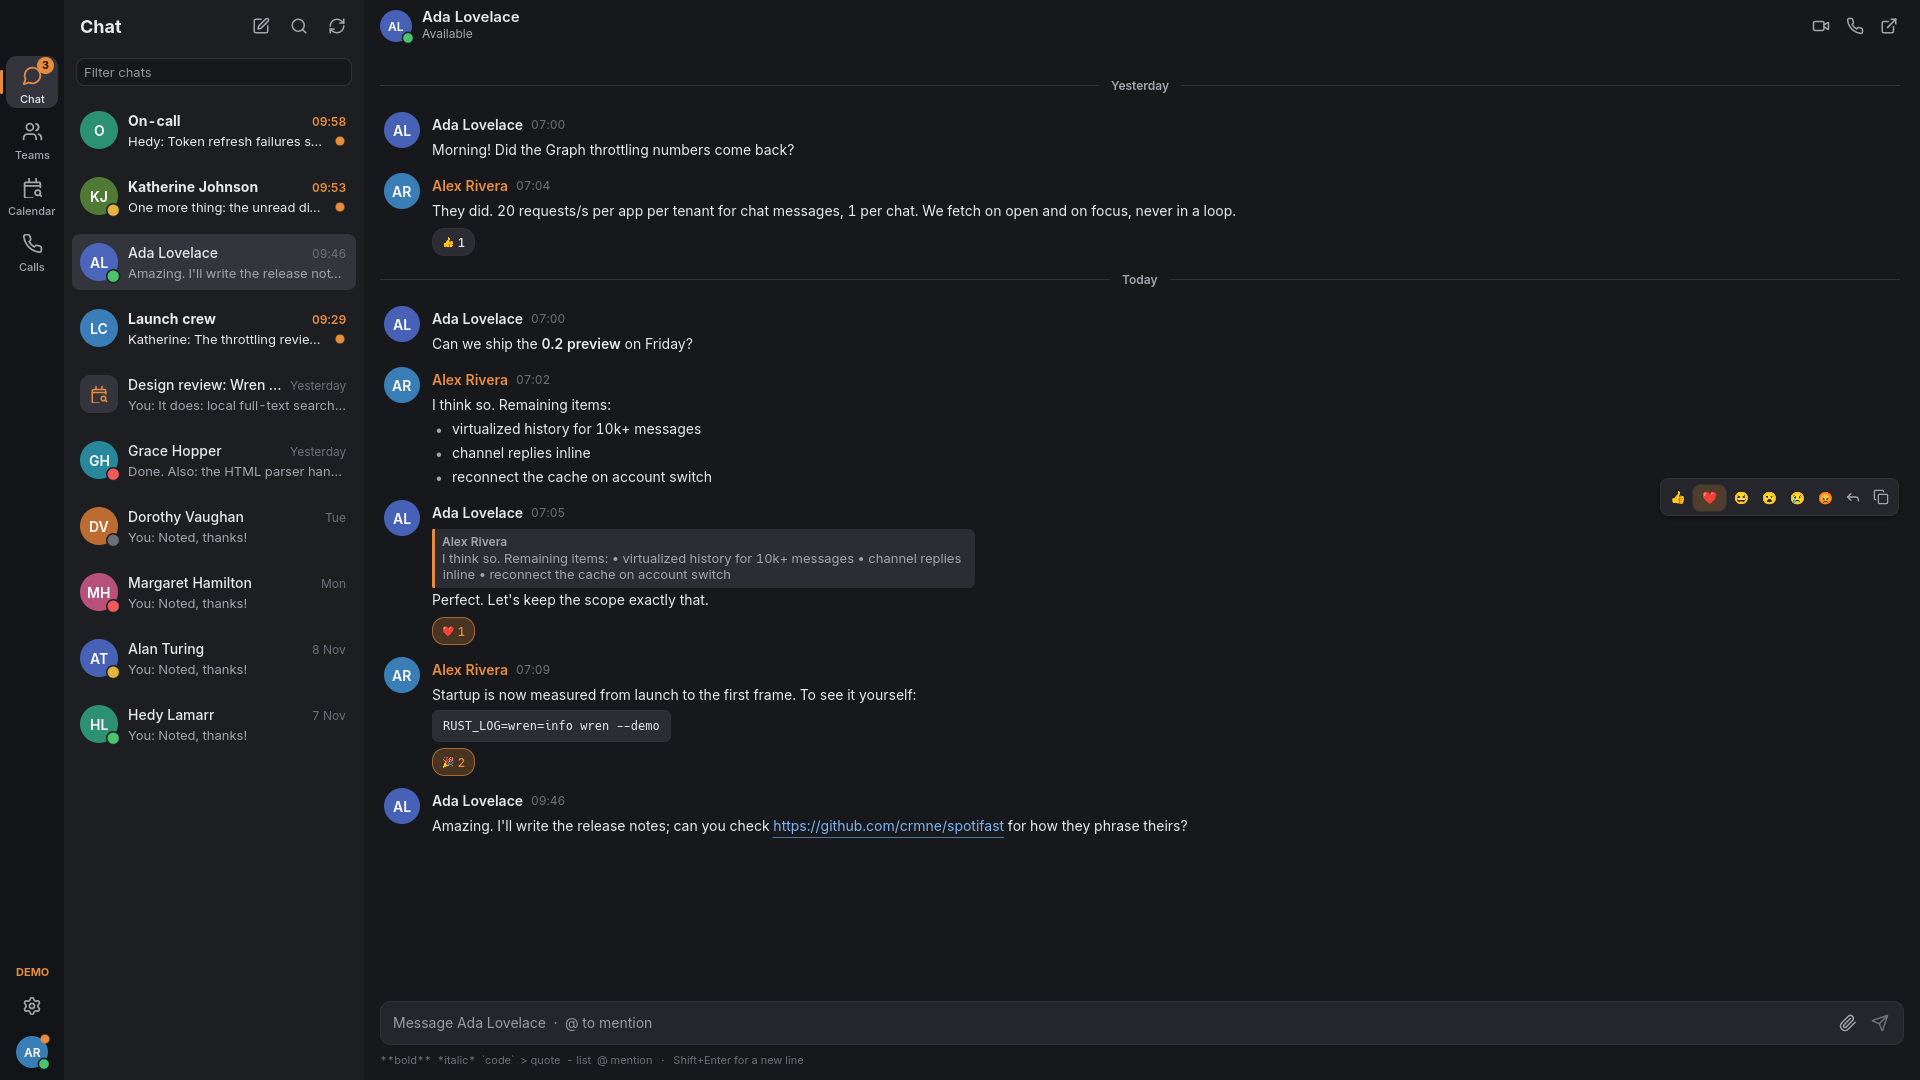 3
Chat
Teams
Calendar
Calls
DEMO
AR
Chat
Filter chats
O
On-call
09:58
Hedy: Token refresh failures s...
KJ
Katherine Johnson
09:53
One more thing: the unread di...
AL
Ada Lovelace
09:46
Amazing. I'll write the release not...
LC
Launch crew
09:29
Katherine: The throttling revie...
Design review: Wren ...
Yesterday
You: It does: local full-text search...
GH
Grace Hopper
Yesterday
Done. Also: the HTML parser han...
DV
Dorothy Vaughan
Tue
You: Noted, thanks!
MH
Margaret Hamilton
Mon
You: Noted, thanks!
AT
Alan Turing
8 Nov
You: Noted, thanks!
HL
Hedy Lamarr
7 Nov
You: Noted, thanks!
AL
Ada Lovelace
Available
Yesterday
AL
Ada Lovelace 07:00
Morning! Did the Graph throttling numbers come back?
AR
Alex Rivera 07:04
They did. 20 requests/s per app per tenant for chat messages, 1 per chat. We fetch on open and on focus, never in a loop.
👍 1
Today
AL
Ada Lovelace 07:00
Can we ship the 0.2 preview on Friday?
AR
Alex Rivera 07:02
I think so. Remaining items:
• virtualized history for 10k+ messages
• channel replies inline
• reconnect the cache on account switch
👍 ❤️ 😆 😮 😢 😡
AL
Ada Lovelace 07:05
Alex Rivera
I think so. Remaining items: • virtualized history for 10k+ messages • channel replies
inline • reconnect the cache on account switch
Perfect. Let's keep the scope exactly that.
❤️ 1
AR
Alex Rivera 07:09
Startup is now measured from launch to the first frame. To see it yourself:
RUST_LOG=wren=info wren --demo
🎉 2
AL
Ada Lovelace 09:46
Amazing. I'll write the release notes; can you check https://github.com/crmne/spotifast for how they phrase theirs?
Message Ada Lovelace · @ to mention
**bold** *italic* `code` > quote - list @ mention · Shift+Enter for a new line